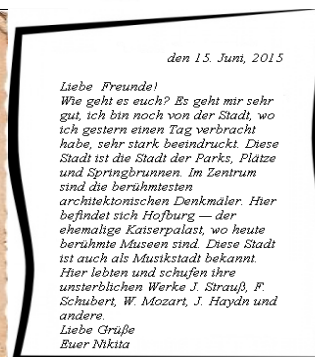 den 15. Juni, 2015
Liebe Freunde!
Wie geht es euch? Es geht mir sehr
gut, ich bin noch von der Stadt, wo
ich gestern einen Tag verbracht
habe, sehr stark beeindruckt. Diese
Stadt ist die Stadt der Parks, Plätze
und Springbrunnen. Im Zentrum
sind die berühmtesten
architektonischen Denkmäler. Hier
befindet sich Hofburg — der
ehemalige Kaiserpalast, wo heute
berühmte Museen sind. Diese Stadt
ist auch als Musikstadt bekannt.
Hier lebten und schufen ihre
unsterblichen Werke J. Strauß, F.
Schubert, W. Mozart, J. Haydn und
andere.
Liebe Grüße
Euer Nikita